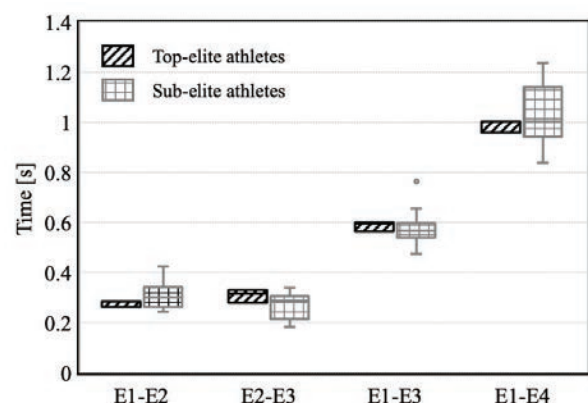 1.4
1.2
1
0.8
0.6
0.4
0.2
0
Time [s]
Top-elite athletes
Sub-elite athletes
E1-E2 E2-E3 E1-E3 E1-E4